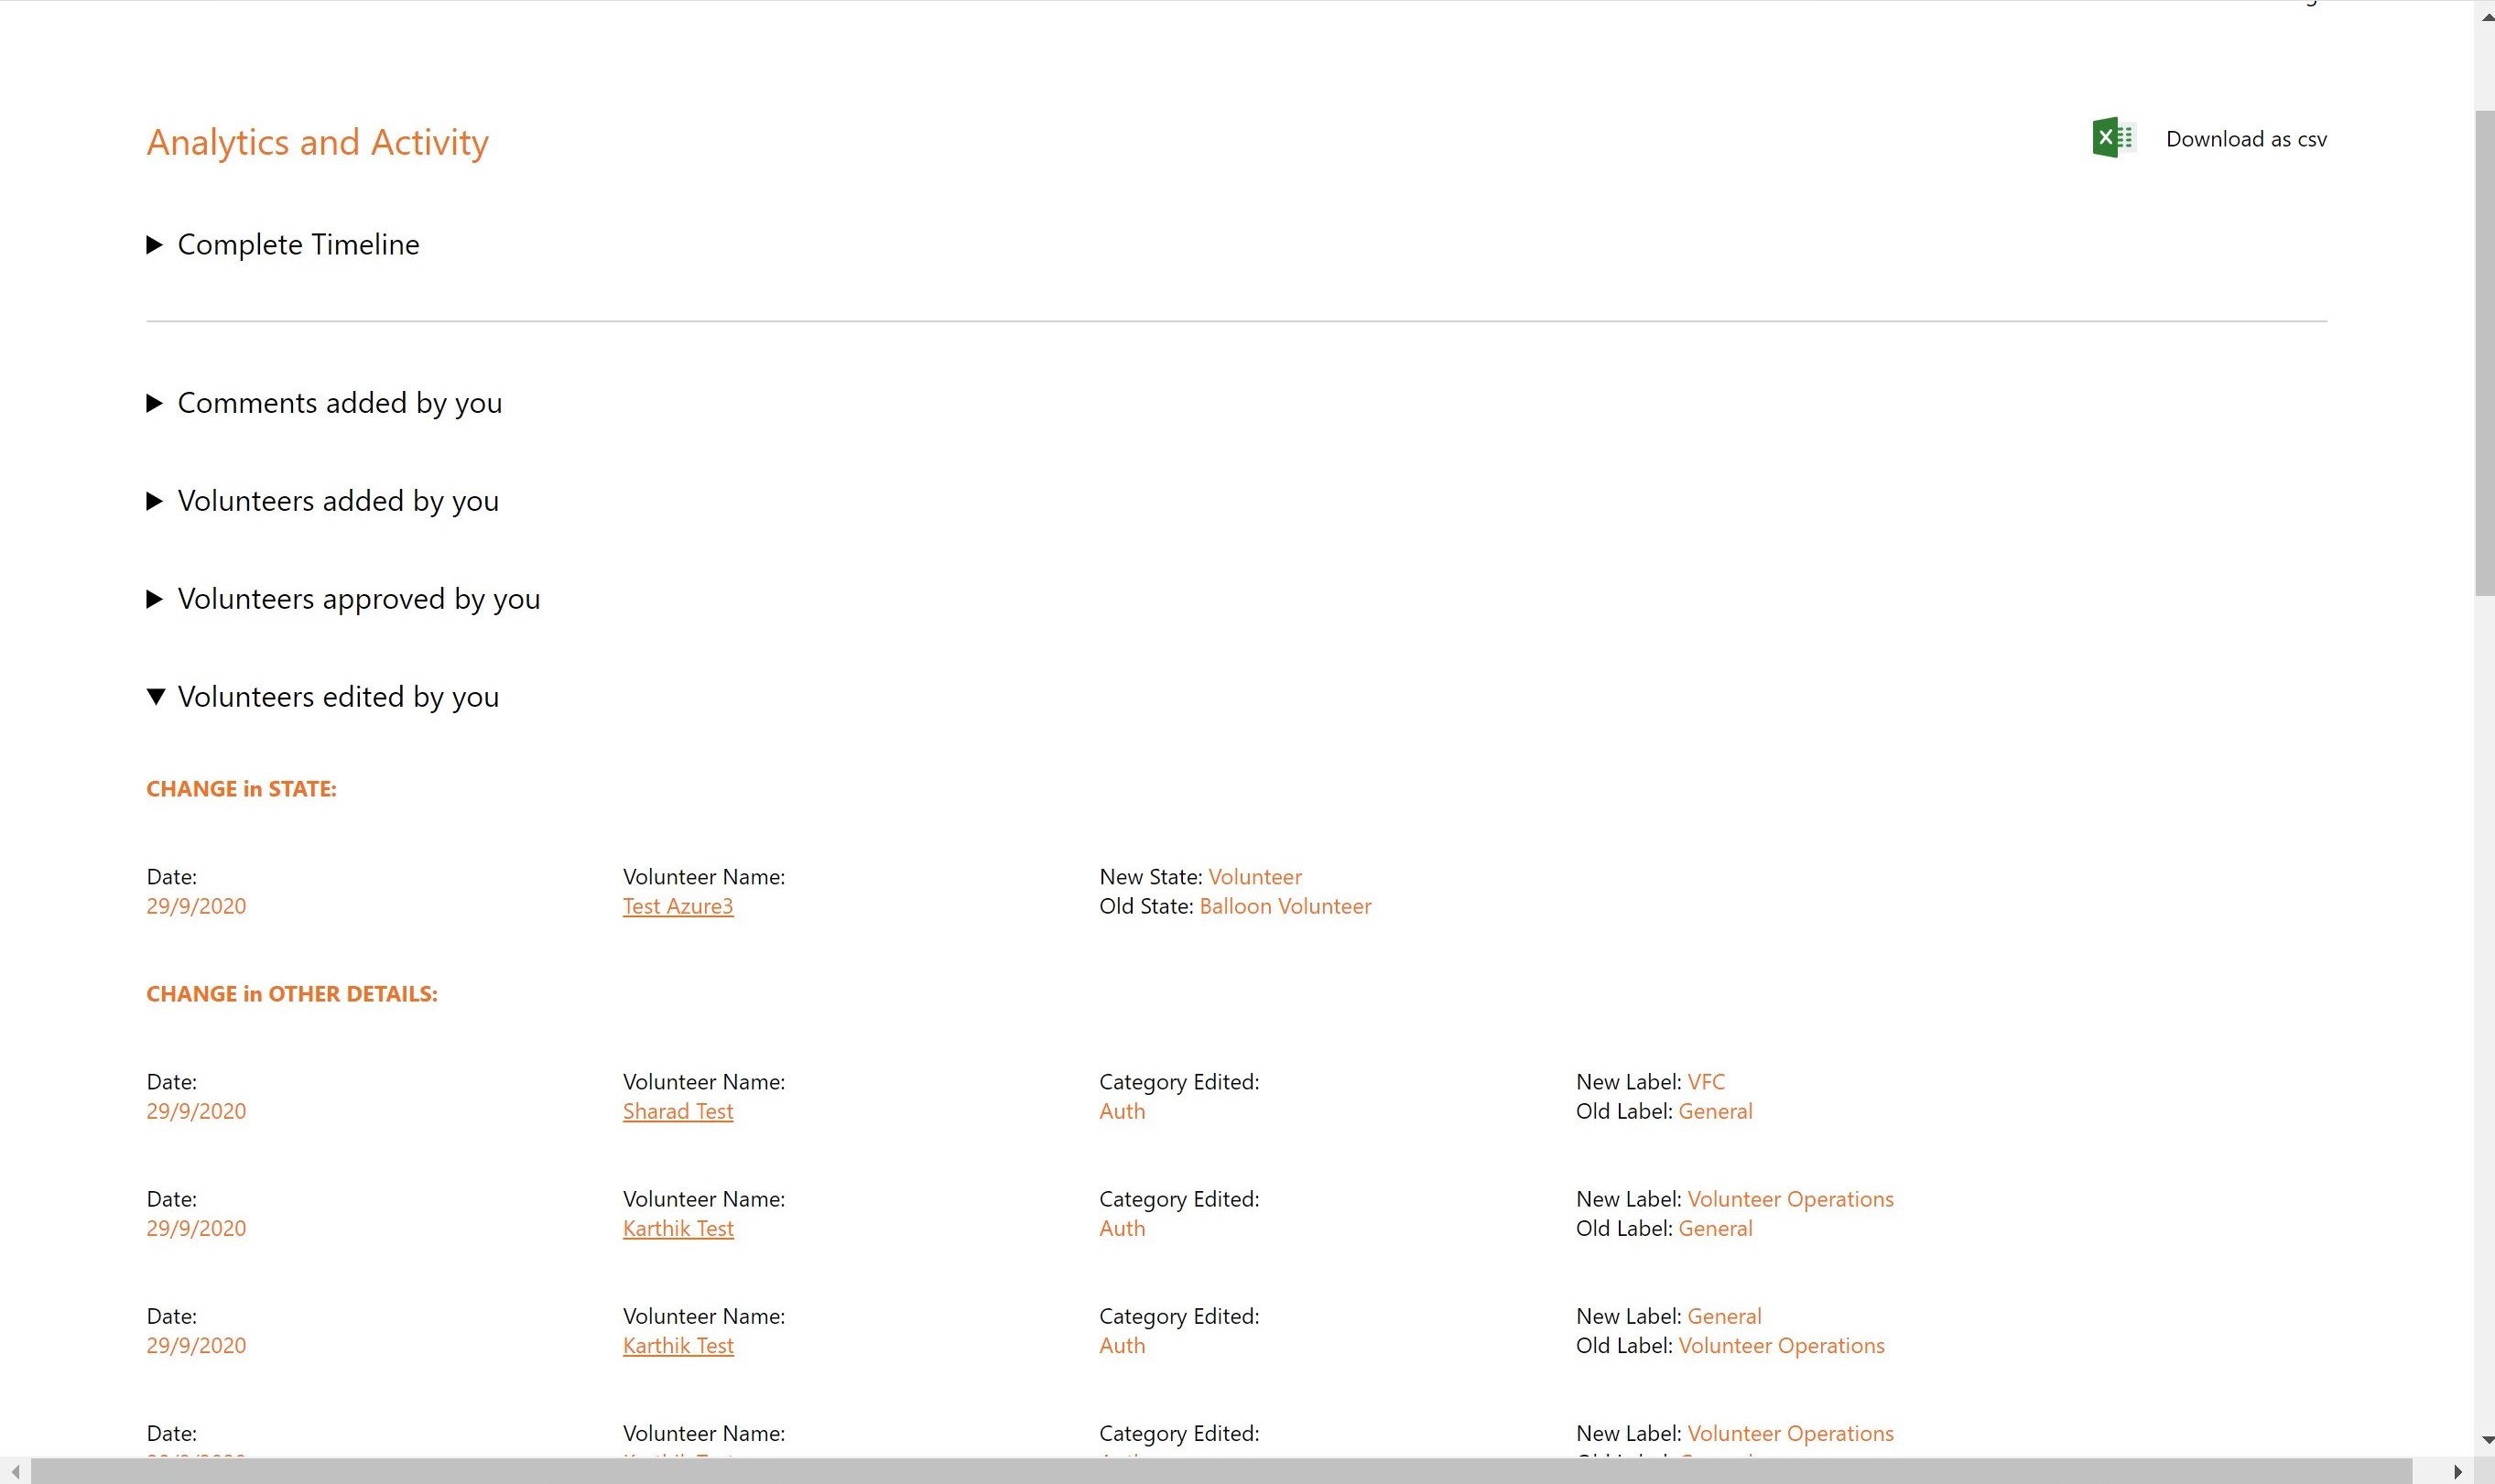 Analytics and Activity
Download as csv
Complete Timeline
Comments added by you
Volunteers added by you
Volunteers approved by you
Volunteers edited by you
CHANGE in STATE:
Date: Volunteer Name: New State: Volunteer
29/9/2020 Test Azure3 Old State: Balloon Volunteer
CHANGE in OTHER DETAILS:
Date: Volunteer Name: Category Edited: New Label: VFC
29/9/2020 Sharad Test Auth Old Label: General
Date: Volunteer Name: Category Edited: New Label: Volunteer Operations
29/9/2020 Karthik Test Auth Old Label: General
Date: Volunteer Name: Category Edited: New Label: General
29/9/2020 Karthik Test Auth Old Label: Volunteer Operations
Date: Volunteer Name: Category Edited: New Label: Volunteer Operations